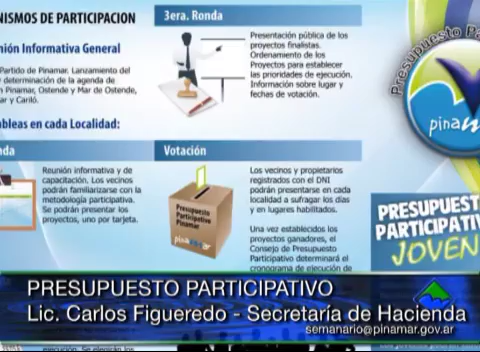 NISMOS DE PARTICIPACION
nión Informativa General
Partido de Pinamar. Lanzamiento del
y determinación de la agenda de
n Pinamar, Ostende y Mar de Ostende,
ar y Cariló.
bleas en cada Localidad:
3era. Ronda
Presentación pública de los
proyectos finalistas.
Ordenamiento de los
Proyectos para establecer
las prioridades de ejecución.
Información sobre lugar y
fechas de votación.
nda
Reunión informativa y de
capacitación. Los vecinos
podrán familiarizarse con la
metodología participativa.
Se podrán presentar los
proyectos, uno por tarjeta.
Votación
Presupuesto
Participativo
Pinamar
pinamar
Los vecinos y propietarios
registrados con el DNI
podrán presentarse en cada
localidad a sufragar los días
y en lugares habilitados.
Una vez establecidos los
proyectos ganadores, el
Consejo de Presupuesto
Participativo determinará el
cronograma de ejecución de
Presupuesto Pa
pinam
PRESUPUEST
PARTICIPATIV
JOVEN
PRESUPUESTO PARTICIPATIVO
Lic. Carlos Figueredo - Secretaría de Hacienda
semanario@pinamar.gov.ar